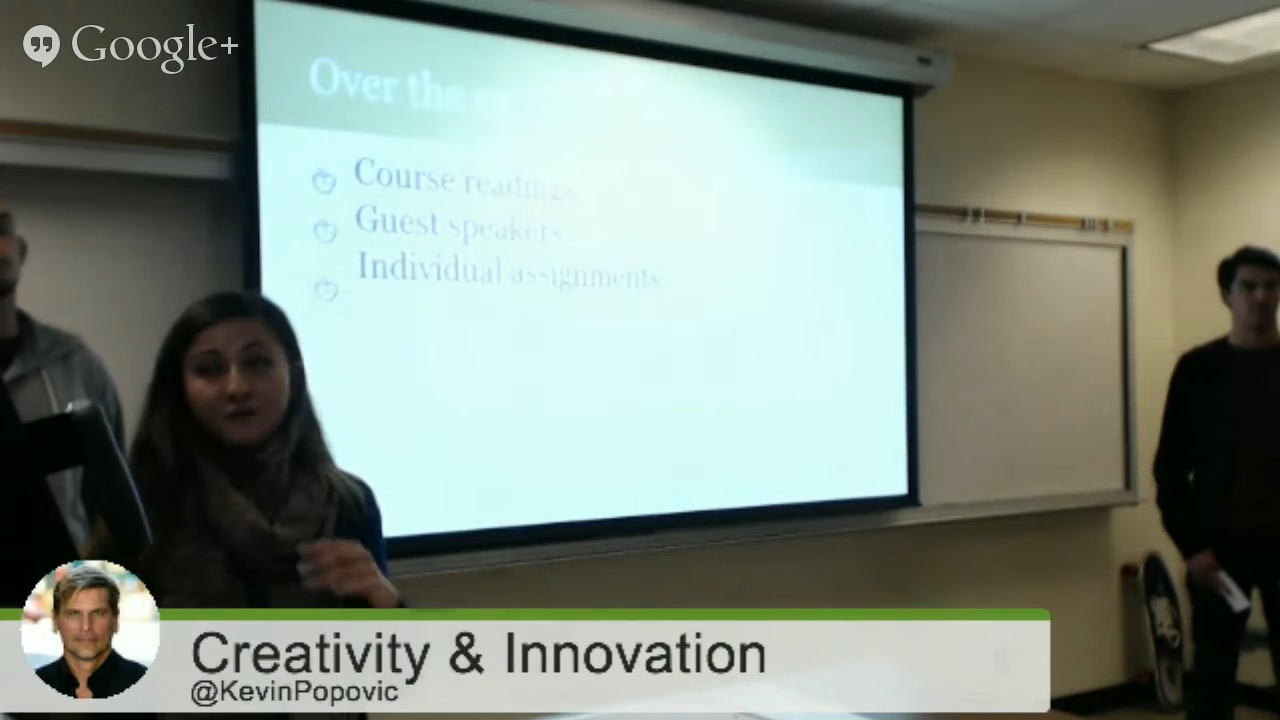 Google+
Over the
Course readings
Guest speakers
Individual assignments
Creativity & Innovation
@KevinPopovic